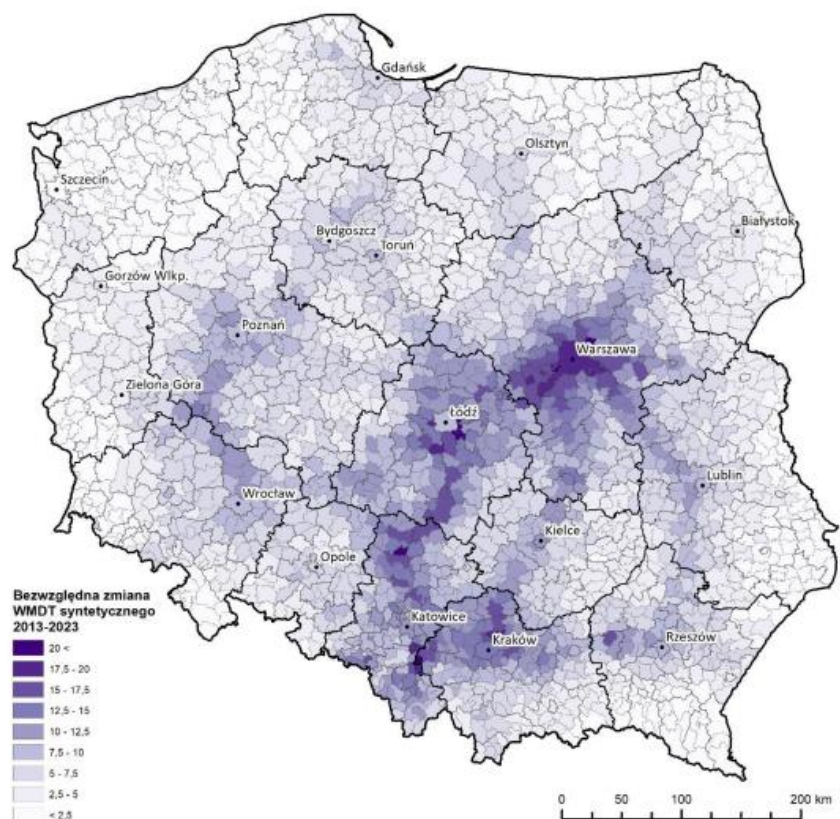 Gdańsk
Olsztyn
Szczecin
Białystok
Bydgoszcz
Toruń
Gorzów Wlkp.
Poznań
Warszawa
Zielona Góra
Łódź
Lublin
Wrocław
Kielce
Opole
Katowice
Kraków
Rzeszów
Bezwzględna zmiana
WMDT syntetycznego
2013-2023
20 <
17,5 - 20
15 - 17,5
12,5 - 15
10 - 12,5
7,5 - 10
5 - 7,5
2,5 - 5
< 2,5
0 50 100 200 km